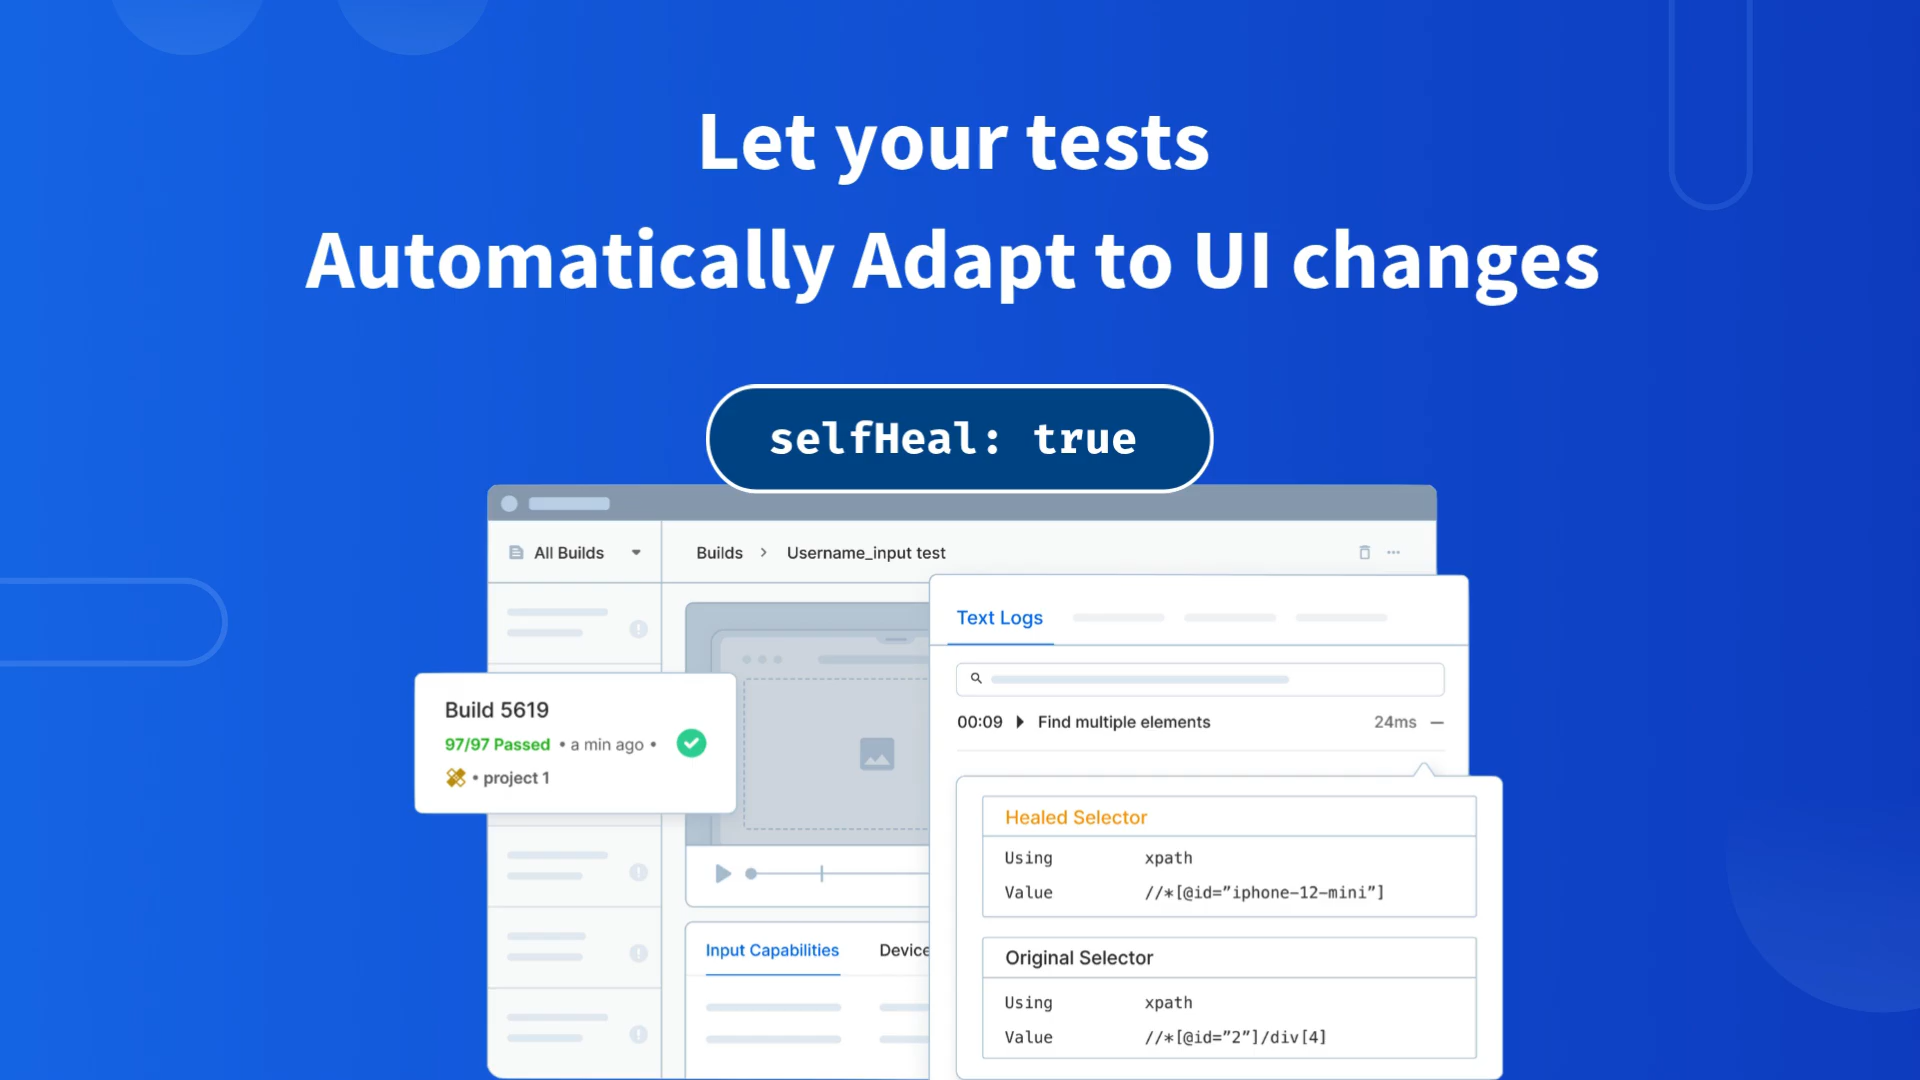 Let your tests
Automatically Adapt to UI changes
selfHeal: true
All Builds
Builds > Username_input test
Text Logs
00:09 Find multiple elements 24ms
Build 5619
97/97 Passed • a min ago •
• project 1
Healed Selector
Using xpath
Value //*[@id=”iphone-12-mini”]
Input Capabilities Device
Original Selector
Using xpath
Value //*[@id=”2”]/div[4]